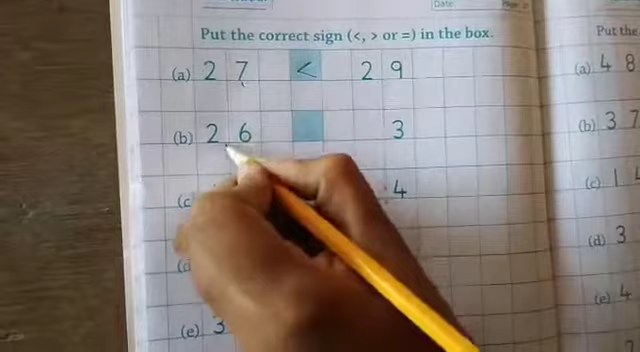 Date:
Put the correct sign (<, > or =) in the box.
(a) 2 7 < 2 9
(b) 2 6 3
(c 4
(d
(e) 3
Put the
(a) 4 8
(b) 3 7
(c) 1
(d) 3
(e) 4